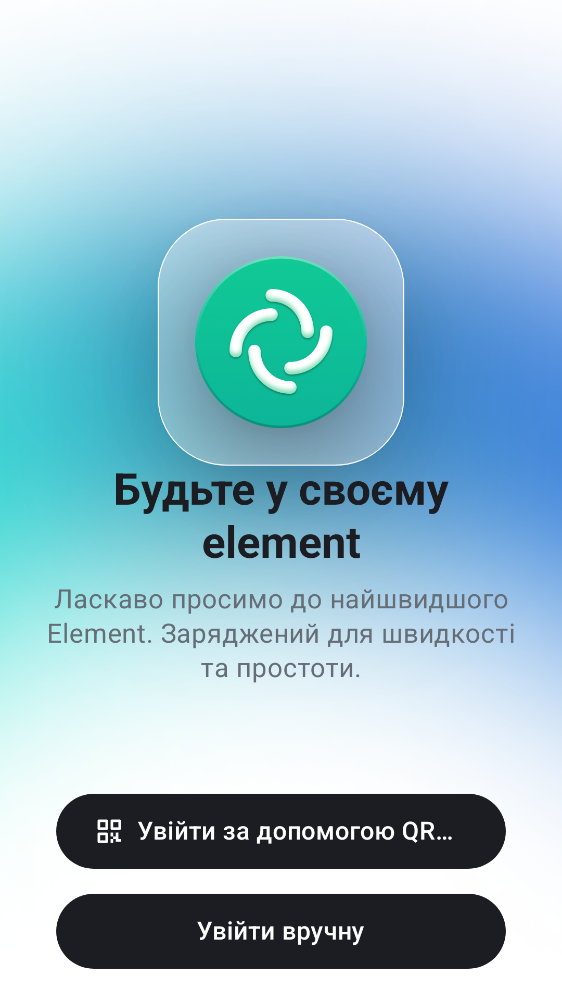 Будьте у своєму
element
Ласкаво просимо до найшвидшого
Element. Заряджений для швидкості
та простоти.
Увійти за допомогою QR…
Увійти вручну